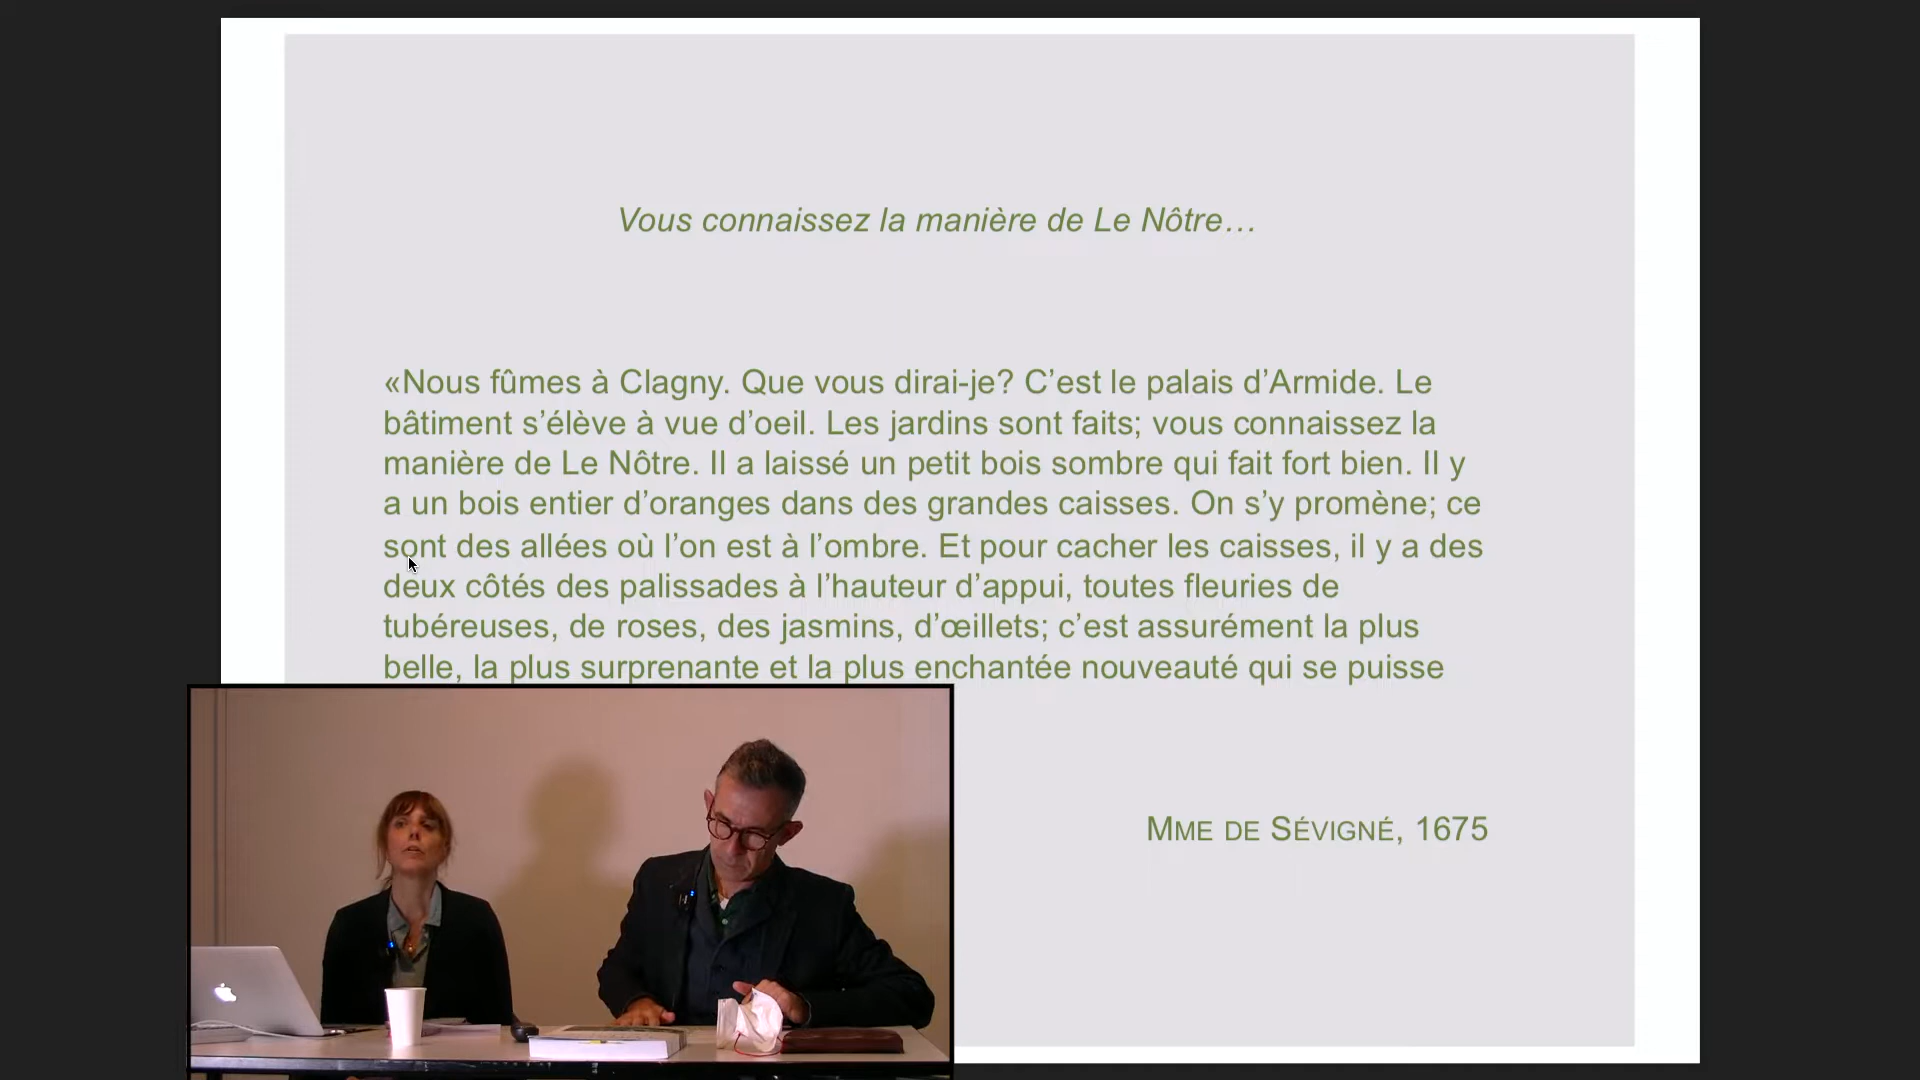 Vous connaissez la manière de Le Nôtre…
«Nous fûmes à Clagny. Que vous dirai-je? C’est le palais d’Armide. Le
bâtiment s’élève à vue d’oeil. Les jardins sont faits; vous connaissez la
manière de Le Nôtre. Il a laissé un petit bois sombre qui fait fort bien. Il y
a un bois entier d’oranges dans des grandes caisses. On s’y promène; ce
sont des allées où l’on est à l’ombre. Et pour cacher les caisses, il y a des
deux côtés des palissades à l’hauteur d’appui, toutes fleuries de
tubéreuses, de roses, des jasmins, d’œillets; c’est assurément la plus
belle, la plus surprenante et la plus enchantée nouveauté qui se puisse
MME DE SÉVIGNÉ, 1675